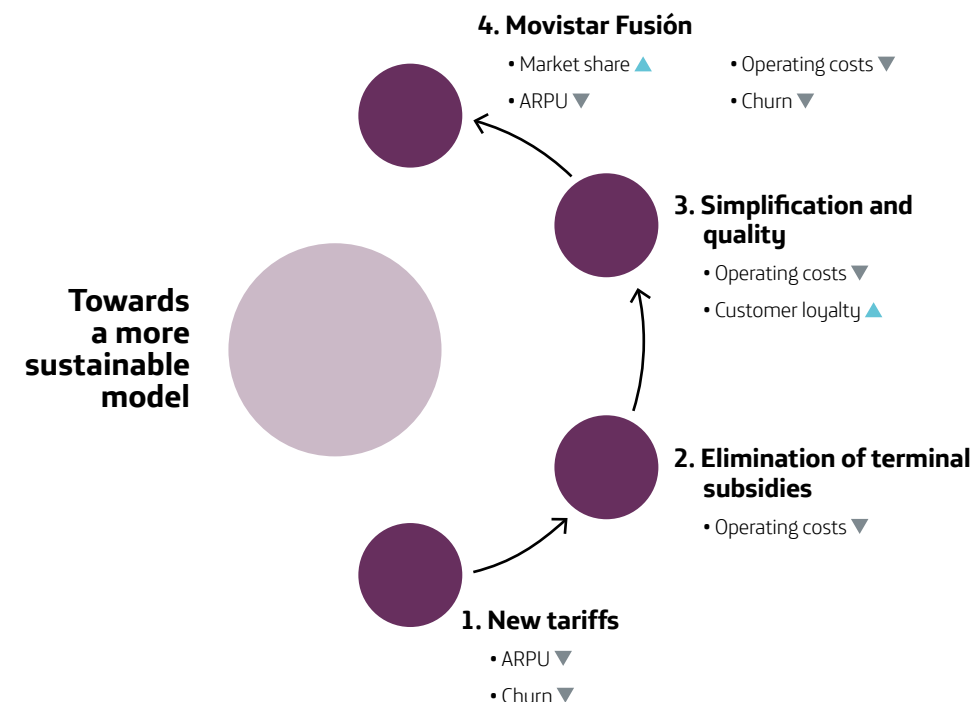 4. Movistar Fusión
• Market share ▲
• Operating costs ▼
• ARPU ▼
• Churn ▼
3. Simplification and
quality
• Operating costs ▼
• Customer loyalty ▲
Towards
a more
sustainable
model
2. Elimination of terminal
subsidies
• Operating costs ▼
1. New tariffs
• ARPU ▼
• Churn ▼